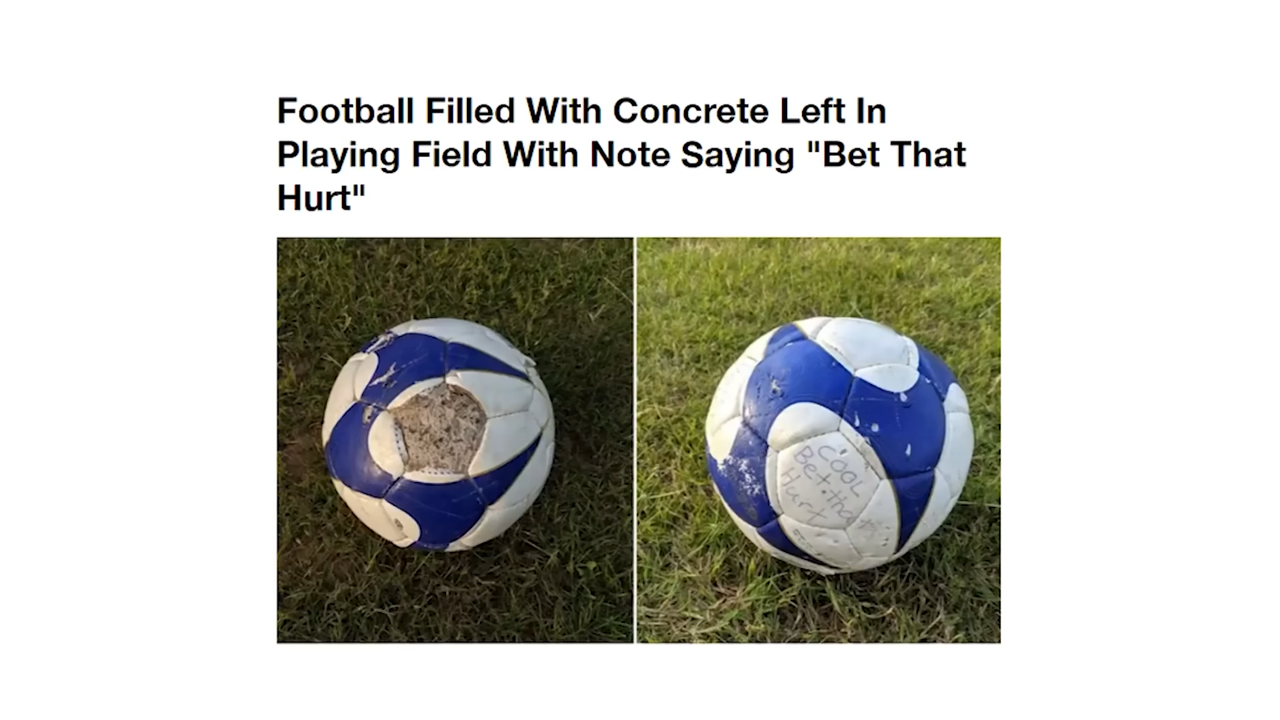 Football Filled With Concrete Left In
Playing Field With Note Saying "Bet That
Hurt"
COOL
Bet that
Hurt